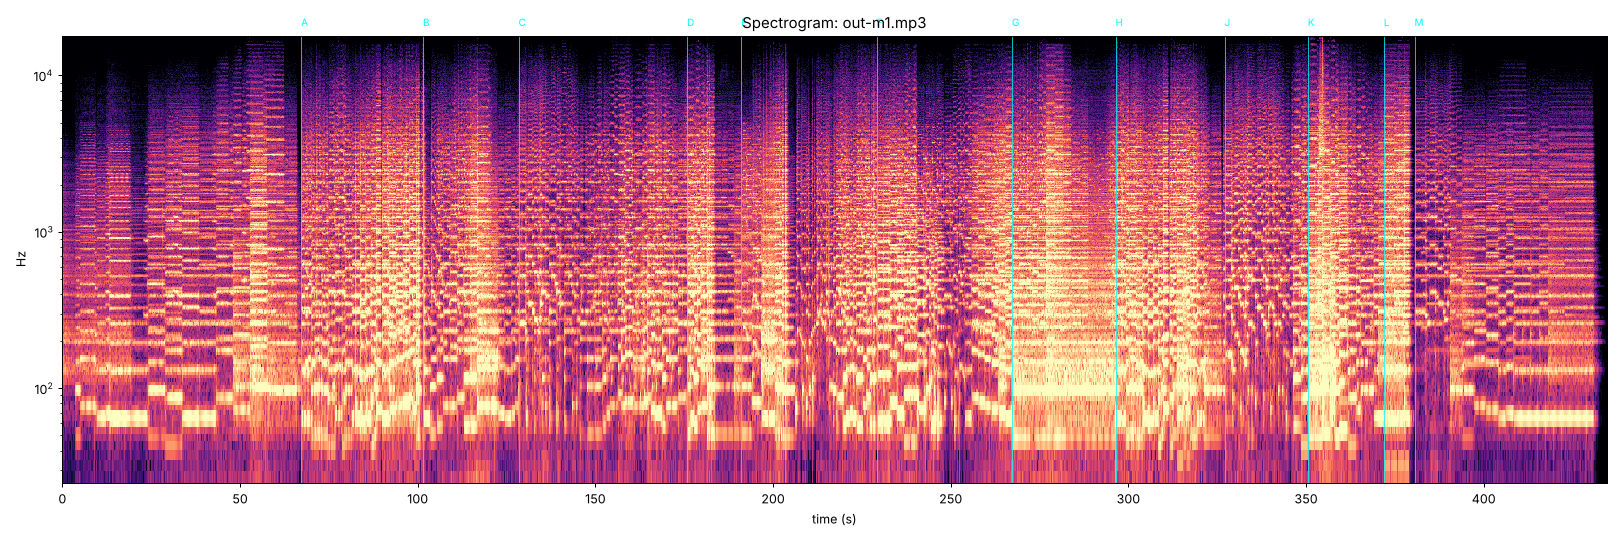 A B C D G H J K L M
Spectrogram: out-m1.mp3
10⁴
10³
10²
Hz
0 50 100 150 200 250 300 350 400
time (s)